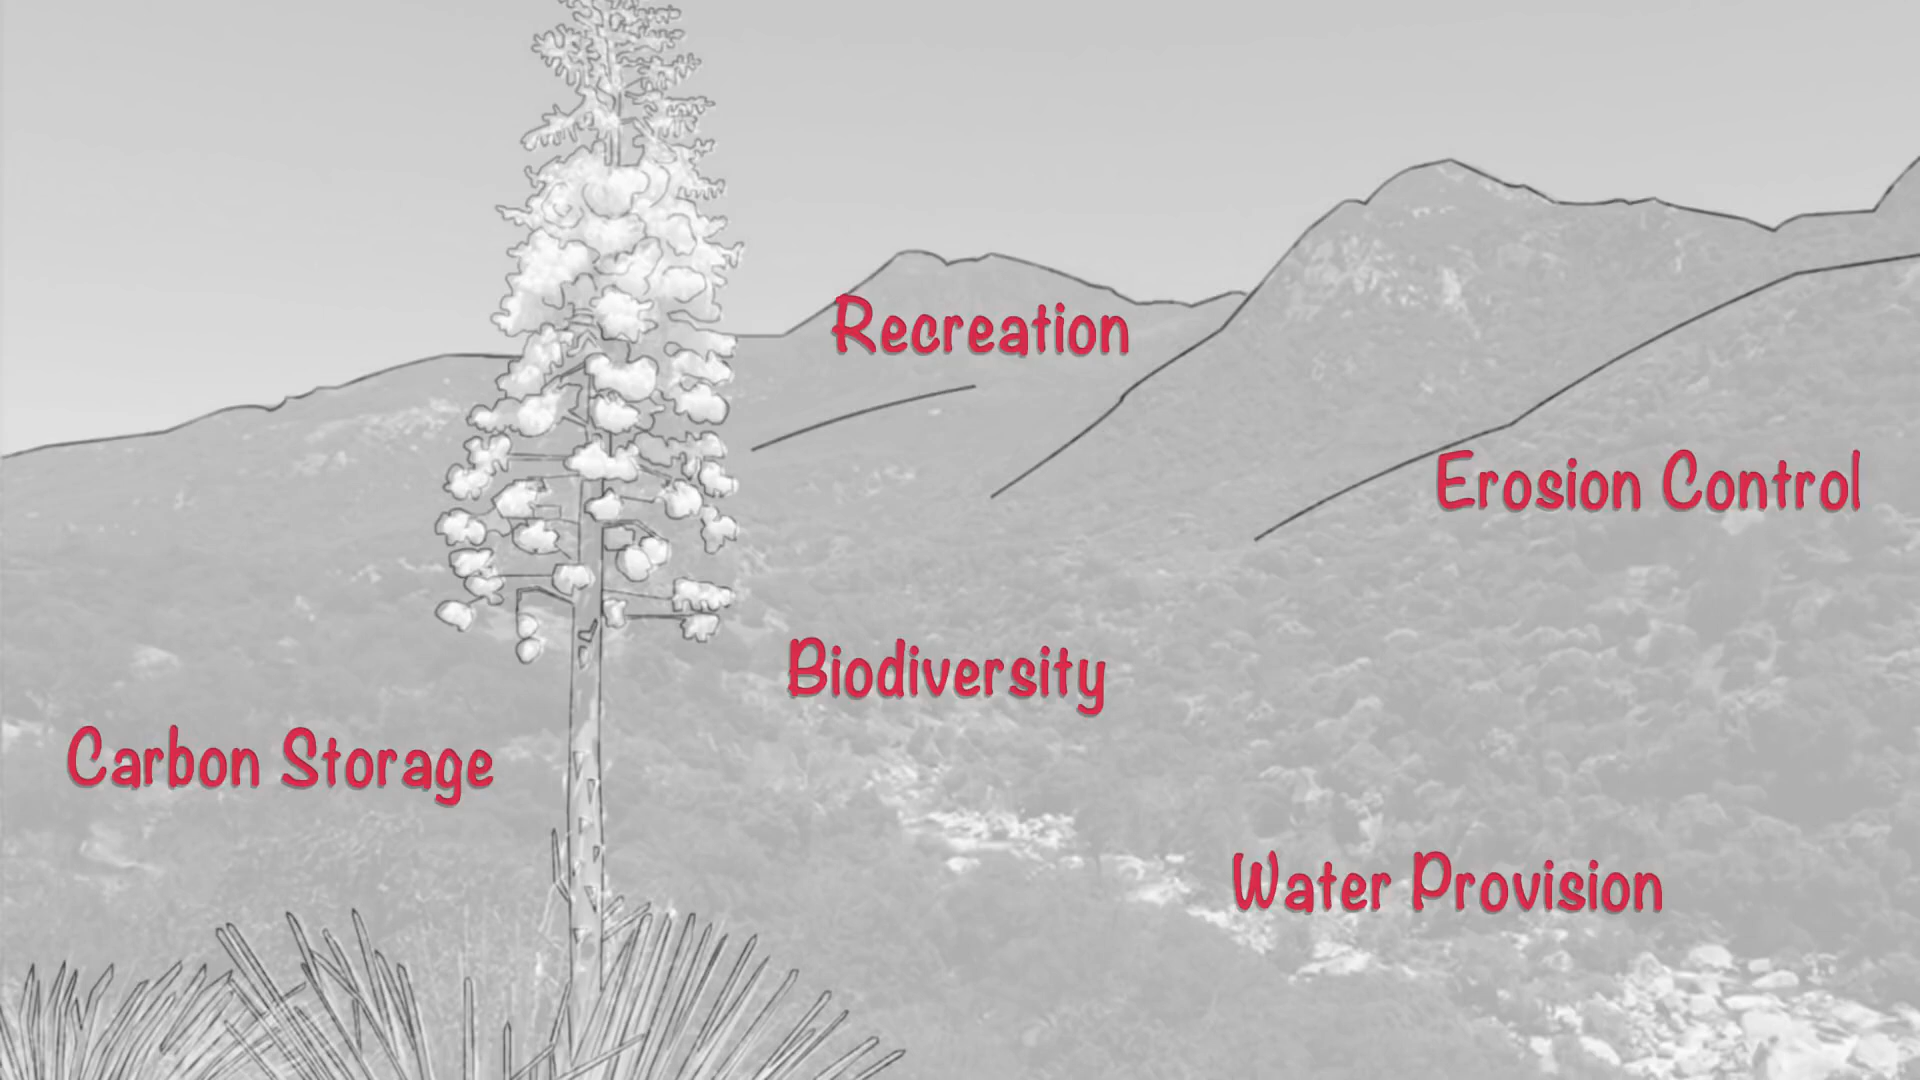 Recreation
Erosion Control
Biodiversity
Carbon Storage
Water Provision